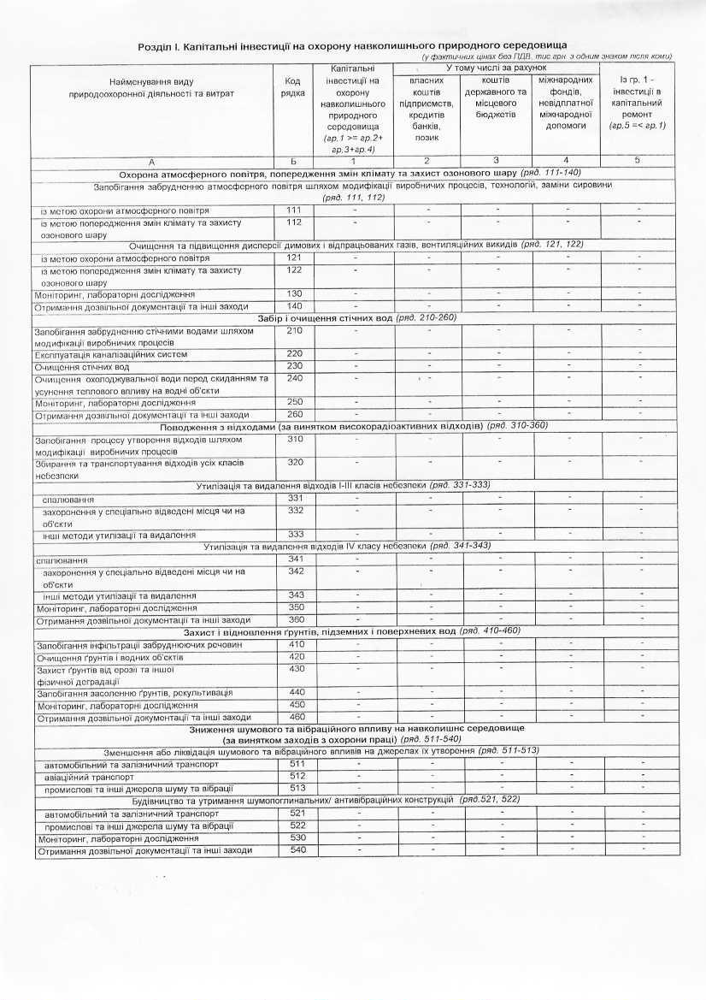 Розділ I. Капітальні інвестиції на охорону навколишнього природного середовища
(у фактичних цінах без ПДВ, тис.грн з одним знаком після коми)
Найменування виду
природоохоронної діяльності та витрат
Код
рядка
Капітальні
інвестиції на
охорону
навколишнього
природного
середовища
(гр.1 >= гр.2+
гр.3+гр.4)
У тому числі за рахунок
власних
коштів
підприємств,
кредитів
банків,
позик
коштів
державного та
місцевого
бюджетів
міжнародних
фондів,
невідплатної
міжнародної
допомоги
Із гр. 1 -
інвестиції в
капітальний
ремонт
(гр.5 =< гр.1)
А Б 1 2 3 4 5
Охорона атмосферного повітря, попередження змін клімату та захист озонового шару (ряд. 111-140)
Запобігання забрудненню атмосферного повітря шляхом модифікації виробничих процесів, технологій, заміни сировини
(ряд. 111, 112)
із метою охорони атмосферного повітря 111 - - - - -
із метою попередження змін клімату та захисту 112 - - - - -
озонового шару
Очищення та підвищення дисперсії димових і відпрацьованих газів, вентиляційних викидів (ряд. 121, 122)
із метою охорони атмосферного повітря 121 - - - - -
із метою попередження змін клімату та захисту 122 - - - - -
озонового шару
Моніторинг, лабораторні дослідження 130 - - - - -
Отримання дозвільної документації та інші заходи 140 - - - - -
Забір і очищення стічних вод (ряд. 210-260)
Запобігання забрудненню стічними водами шляхом 210 - - - - -
модифікації виробничих процесів
Експлуатація каналізаційних систем 220 - - - - -
Очищення стічних вод 230 - - - - -
Очищення охолоджувальної води перед скиданням та 240 - - - - -
усунення теплового впливу на водні об'єкти
Моніторинг, лабораторні дослідження 250 - - - - -
Отримання дозвільної документації та інші заходи 260 - - - - -
Поводження з відходами (за винятком високорадіоактивних відходів) (ряд. 310-360)
Запобігання процесу утворення відходів шляхом 310 - - - - -
модифікації виробничих процесів
Збирання та транспортування відходів усіх класів 320 - - - - -
небезпеки
Утилізація та видалення відходів I-III класів небезпеки (ряд. 331-333)
спалювання 331 - - - - -
захоронення у спеціально відведені місця чи на 332 - - - - -
об'єкти
інші методи утилізації та видалення 333 - - - - -
Утилізація та видалення відходів IV класу небезпеки (ряд. 341-343)
спалювання 341 - - - - -
захоронення у спеціально відведені місця чи на 342 - - - - -
об'єкти
інші методи утилізації та видалення 343 - - - - -
Моніторинг, лабораторні дослідження 350 - - - - -
Отримання дозвільної документації та інші заходи 360 - - - - -
Захист і відновлення ґрунтів, підземних і поверхневих вод (ряд. 410-460)
Запобігання інфільтрації забруднюючих речовин 410 - - - - -
Очищення ґрунтів і водних об'єктів 420 - - - - -
Захист ґрунтів від ерозії та іншої 430 - - - - -
фізичної деградації
Запобігання засоленню ґрунтів, рекультивація 440 - - - - -
Моніторинг, лабораторні дослідження 450 - - - - -
Отримання дозвільної документації та інші заходи 460 - - - - -
Зниження шумового та вібраційного впливу на навколишнє середовище
(за винятком заходів з охорони праці) (ряд. 511-540)
Зменшення або ліквідація шумового та вібраційного впливів на джерелах їх утворення (ряд. 511-513)
автомобільний та залізничний транспорт 511 - - - - -
авіаційний транспорт 512 - - - - -
промислові та інші джерела шуму та вібрації 513 - - - - -
Будівництво та утримання шумопоглинальних/ антивібраційних конструкцій (ряд.521, 522)
автомобільний та залізничний транспорт 521 - - - - -
промислові та інші джерела шуму та вібрації 522 - - - - -
Моніторинг, лабораторні дослідження 530 - - - - -
Отримання дозвільної документації та інші заходи 540 - - - - -